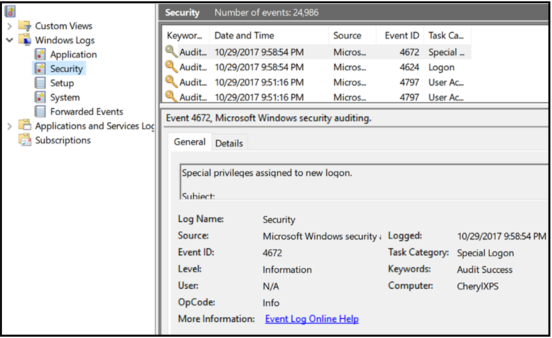 Security Number of events: 24,986
Custom Views
Windows Logs
Application
Security
Setup
System
Forwarded Events
Applications and Services Log
Subscriptions
Keywor... Date and Time Source Event ID Task Ca...
Audit... 10/29/2017 9:58:54 PM Micros... 4672 Special ...
Audit... 10/29/2017 9:58:54 PM Micros... 4624 Logon
Audit... 10/29/2017 9:51:16 PM Micros... 4797 User Ac...
Audit... 10/29/2017 9:51:16 PM Micros... 4797 User Ac...
Event 4672, Microsoft Windows security auditing.
General Details
Special privileges assigned to new logon.
Subject:
Log Name: Security
Source: Microsoft Windows security Logged: 10/29/2017 9:58:54 PM
Event ID: 4672 Task Category: Special Logon
Level: Information Keywords: Audit Success
User: N/A Computer: CherylXPS
OpCode: Info
More Information: Event Log Online Help